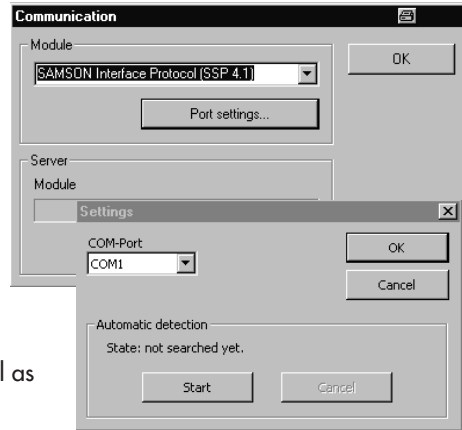 Communication
Module
SAMSON Interface Protocol (SSP 4.1)
OK
Port settings...
Server
Module
Settings
COM-Port
COM1
OK
Cancel
Automatic detection
State: not searched yet.
Start
Cancel
l as